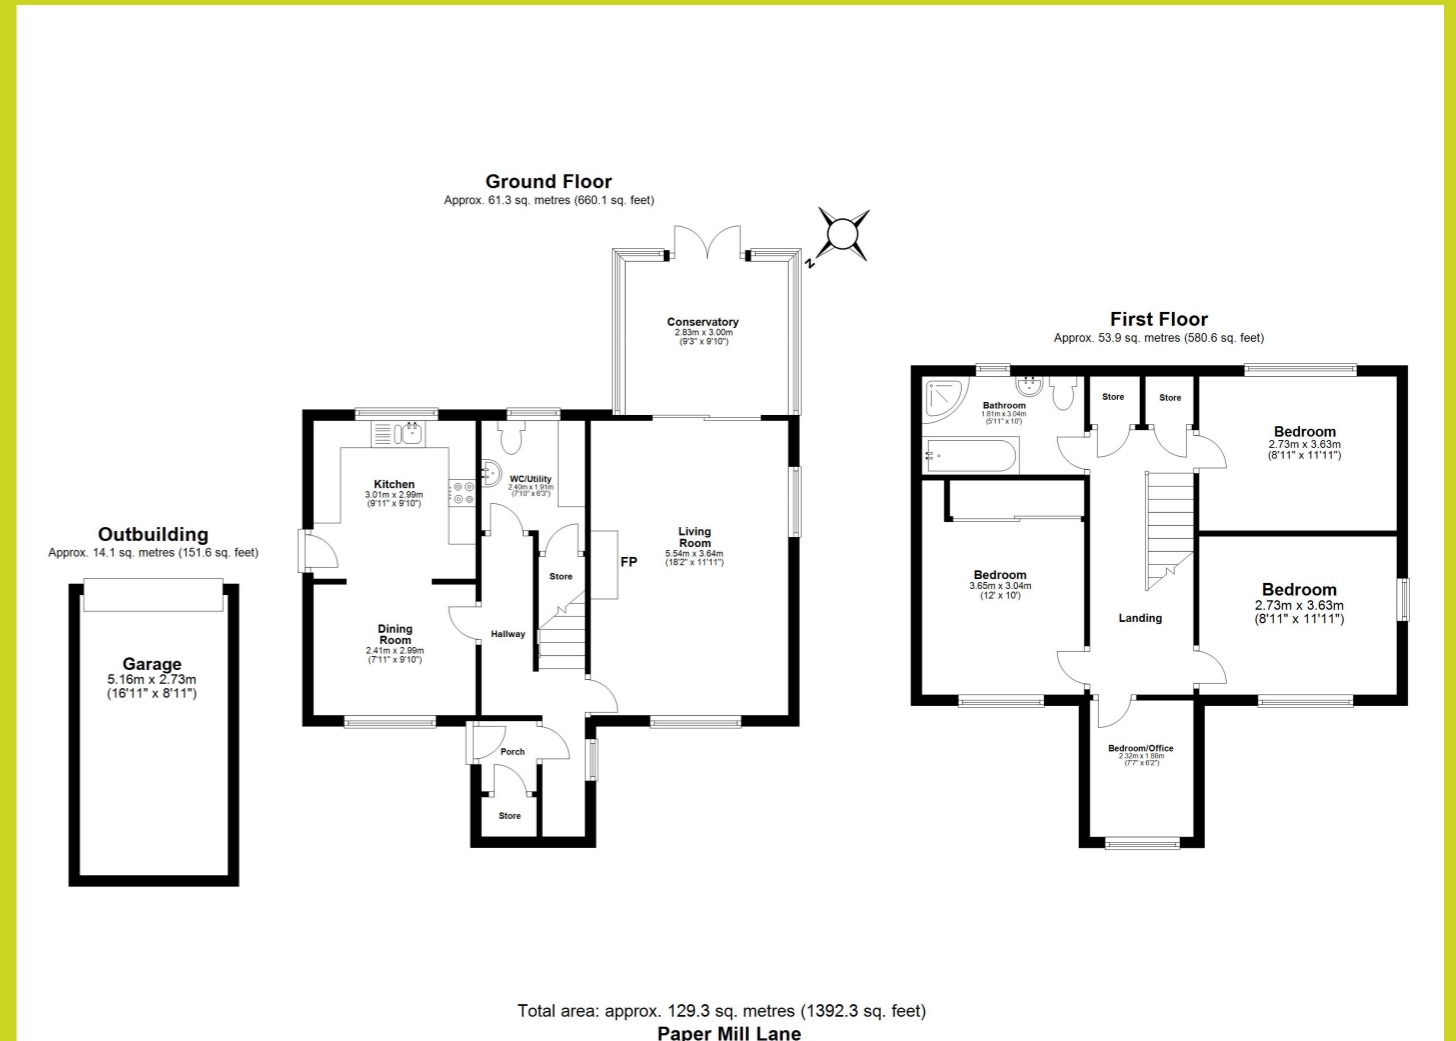 Ground Floor
Approx. 61.3 sq. metres (660.1 sq. feet)
N
Conservatory
2.83m x 3.00m
(9'3" x 9'10")
Kitchen
3.01m x 2.99m
(9'11" x 9'10")
WC/Utility
2.40m x 1.91m
(7'10" x 6'3")
Living
Room
5.54m x 3.64m
(18'2" x 11'11")
FP
Store
Dining
Room
2.41m x 2.99m
(7'11" x 9'10")
Hallway
Porch
Store
Outbuilding
Approx. 14.1 sq. metres (151.6 sq. feet)
Garage
5.16m x 2.73m
(16'11" x 8'11")
First Floor
Approx. 53.9 sq. metres (580.6 sq. feet)
Bathroom
1.81m x 3.04m
(5'11" x 10')
Store
Store
Bedroom
2.73m x 3.63m
(8'11" x 11'11")
Bedroom
3.65m x 3.04m
(12' x 10')
Landing
Bedroom
2.73m x 3.63m
(8'11" x 11'11")
Bedroom/Office
2.32m x 1.88m
(7'7" x 6'2")
Total area: approx. 129.3 sq. metres (1392.3 sq. feet)
Paper Mill Lane